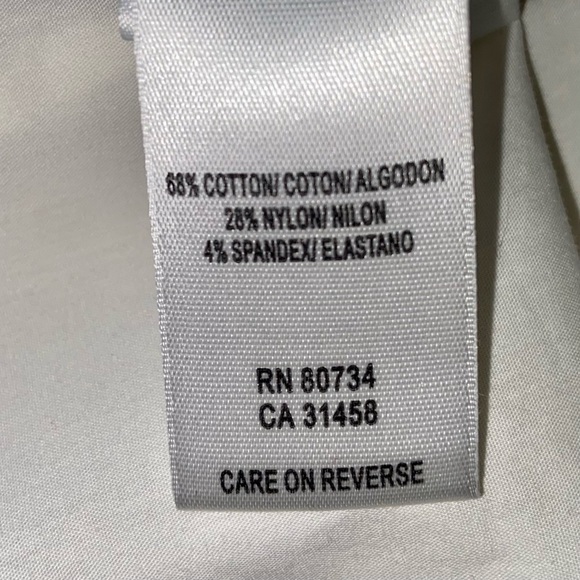 68% COTTON/ COTON/ ALGODON
28% NYLON/ NILON
4% SPANDEX/ ELASTANO
RN 80734
CA 31458
CARE ON REVERSE